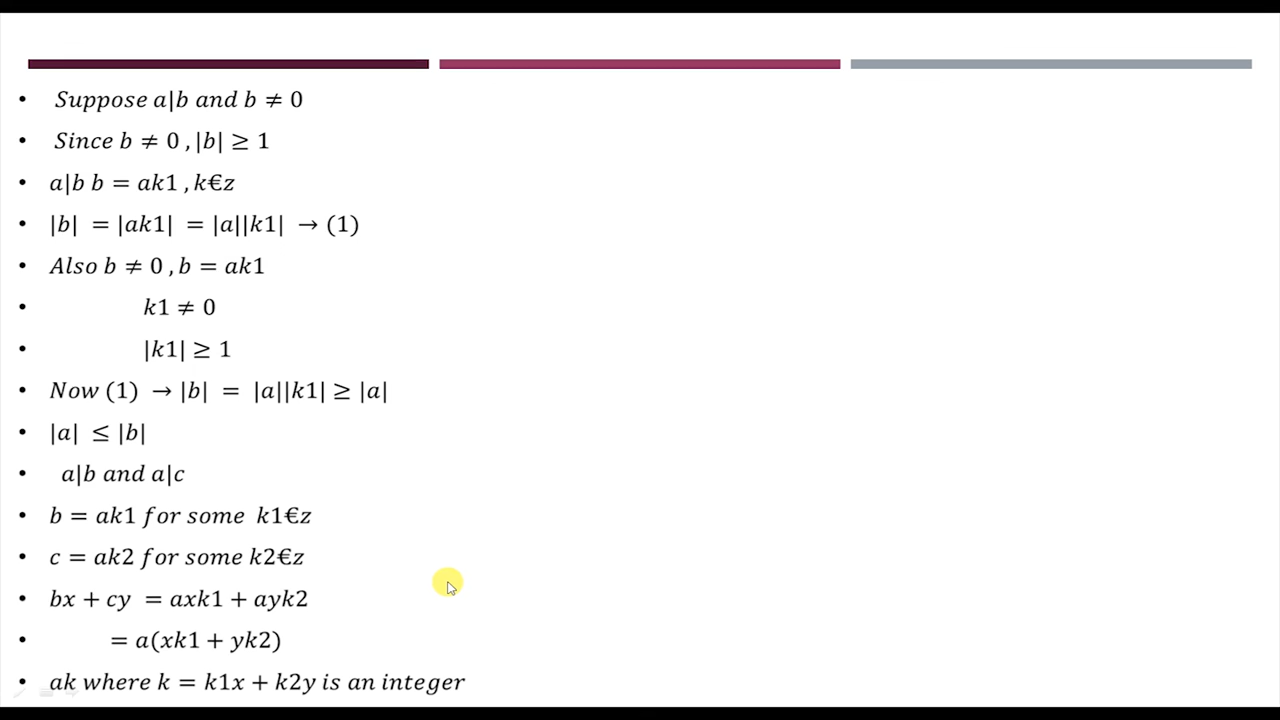 • Suppose a|b and b ≠ 0
• Since b ≠ 0 , |b| ≥ 1
• a|b b = ak1 , k€z
• |b| = |ak1| = |a||k1| → (1)
• Also b ≠ 0 , b = ak1
• k1 ≠ 0
• |k1| ≥ 1
• Now (1) → |b| = |a||k1| ≥ |a|
• |a| ≤ |b|
• a|b and a|c
• b = ak1 for some k1€z
• c = ak2 for some k2€z
• bx + cy = axk1 + ayk2
• = a(xk1 + yk2)
• ak where k = k1x + k2y is an integer